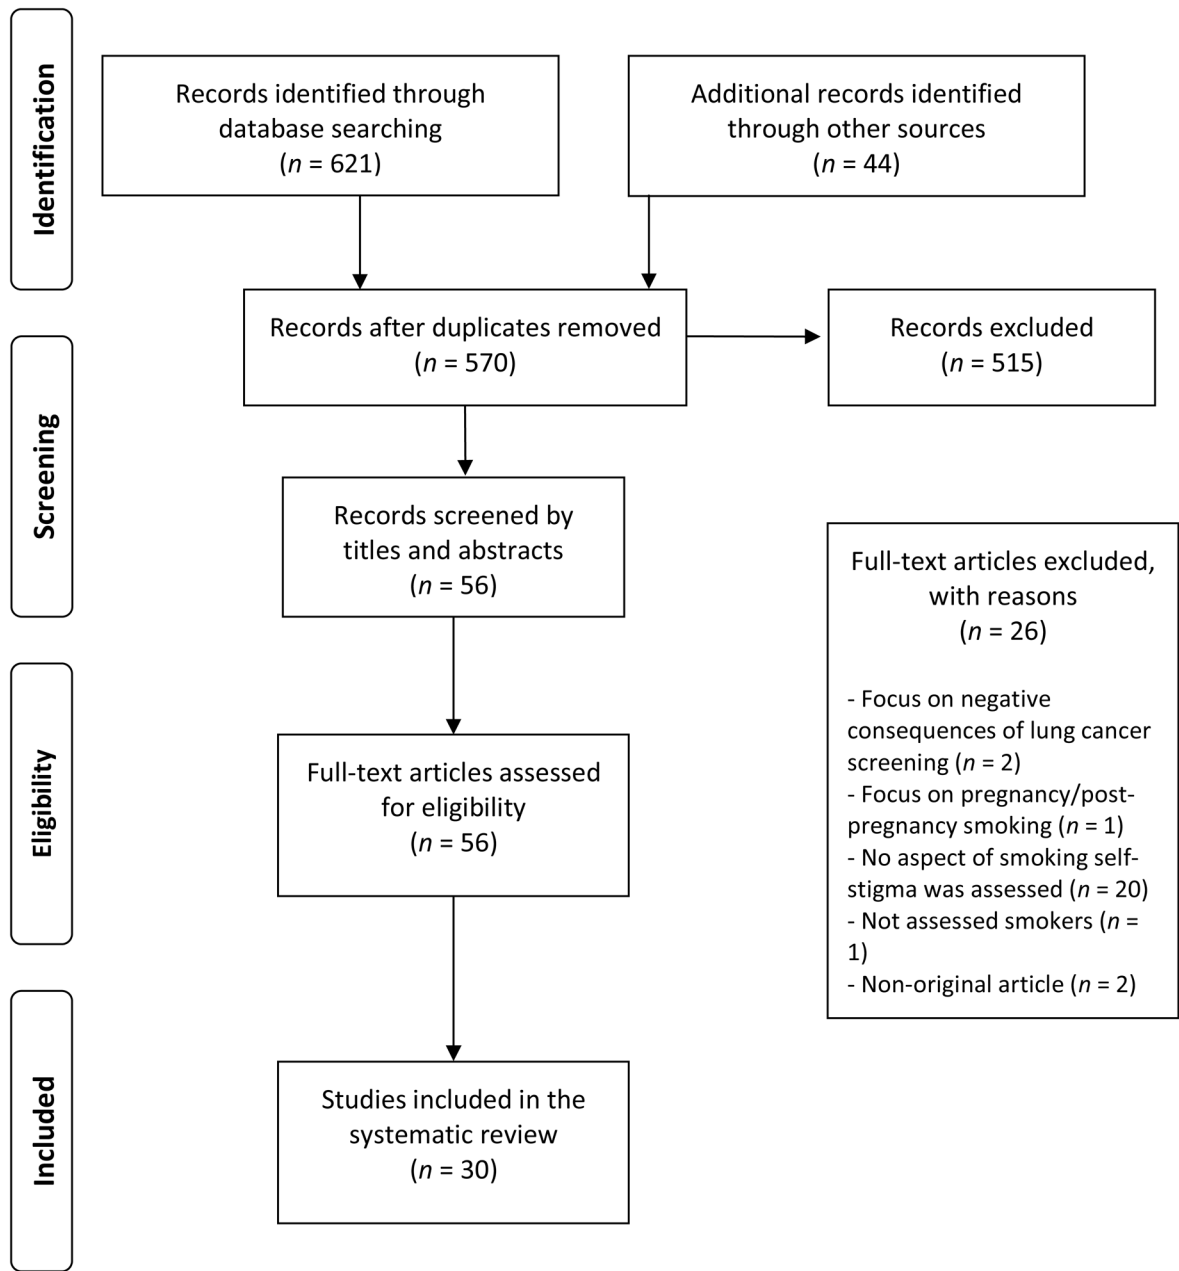 Identification
Records identified through
database searching
(n = 621)
Additional records identified
through other sources
(n = 44)
Records after duplicates removed
(n = 570)
Records excluded
(n = 515)
Screening
Records screened by
titles and abstracts
(n = 56)
Full-text articles excluded,
with reasons
(n = 26)
- Focus on negative
consequences of lung cancer
screening (n = 2)
- Focus on pregnancy/post-
pregnancy smoking (n = 1)
- No aspect of smoking self-
stigma was assessed (n = 20)
- Not assessed smokers (n =
1)
- Non-original article (n = 2)
Eligibility
Full-text articles assessed
for eligibility
(n = 56)
Included
Studies included in the
systematic review
(n = 30)